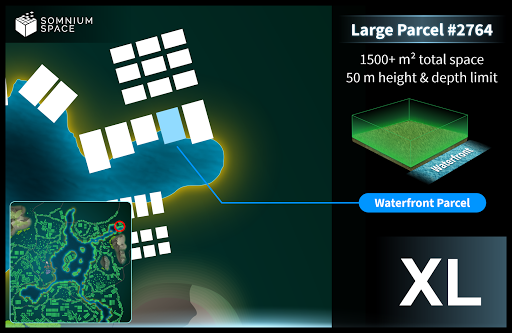 SOMNIUM
SPACE
Large Parcel #2764
1500+ m² total space
50 m height & depth limit
Waterfront
Waterfront Parcel
XL